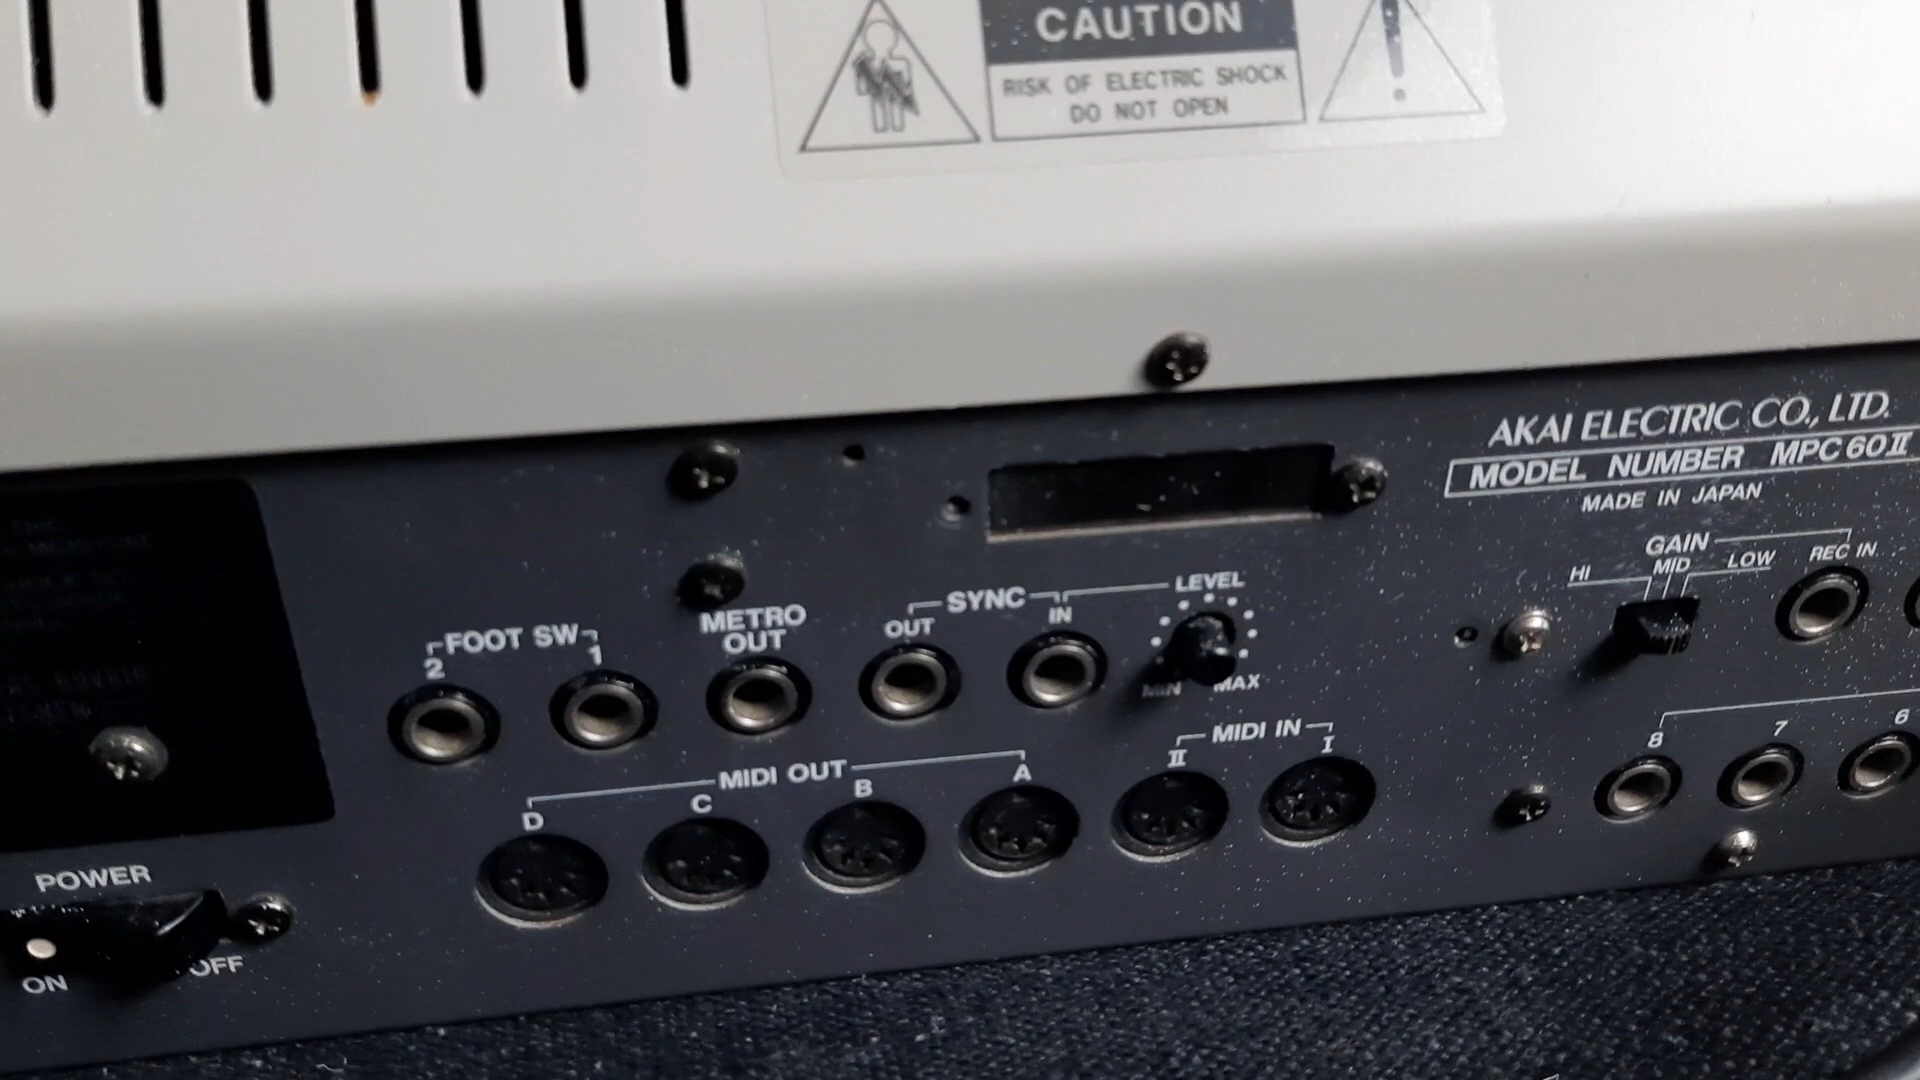 CAUTION
RISK OF ELECTRIC SHOCK
DO NOT OPEN
AKAI ELECTRIC CO., LTD.
MODEL NUMBER MPC60II
MADE IN JAPAN
GAIN
HI MID LOW REC IN
LEVEL
SYNC
OUT IN
METRO
OUT
FOOT SW
2 1
MIN MAX
MIDI IN
II I
MIDI OUT
D C B A
8 7 6
POWER
ON OFF